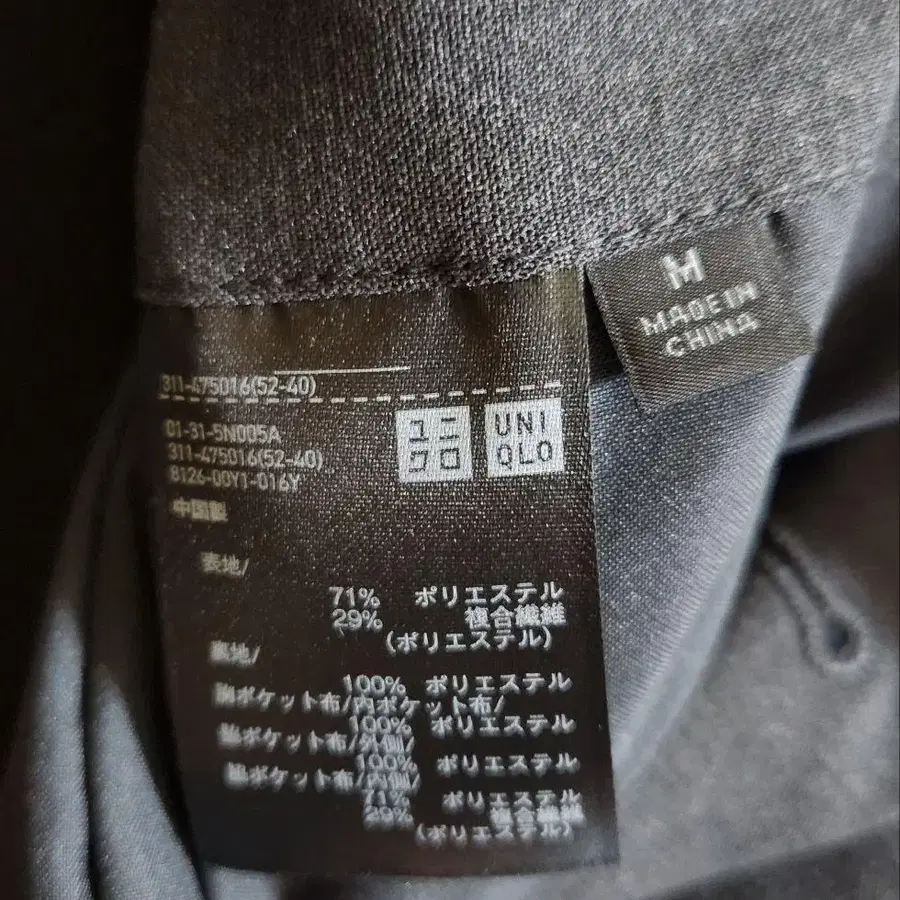 M
MADE IN
CHINA
311-475016(52-40)
01-31-5N005A
311-475016(52-40)
8126-00Y1-016Y
中国製
ユニ
クロ
UNI
QLO
表地/
71% ポリエステル
29% 複合繊維
(ポリエステル)
裏地/
100% ポリエステル
胸ポケット布/内ポケット布/
100% ポリエステル
脇ポケット布/外側/
100% ポリエステル
脇ポケット布/内側/
71% ポリエステル
29% 複合繊維
(ポリエステル)